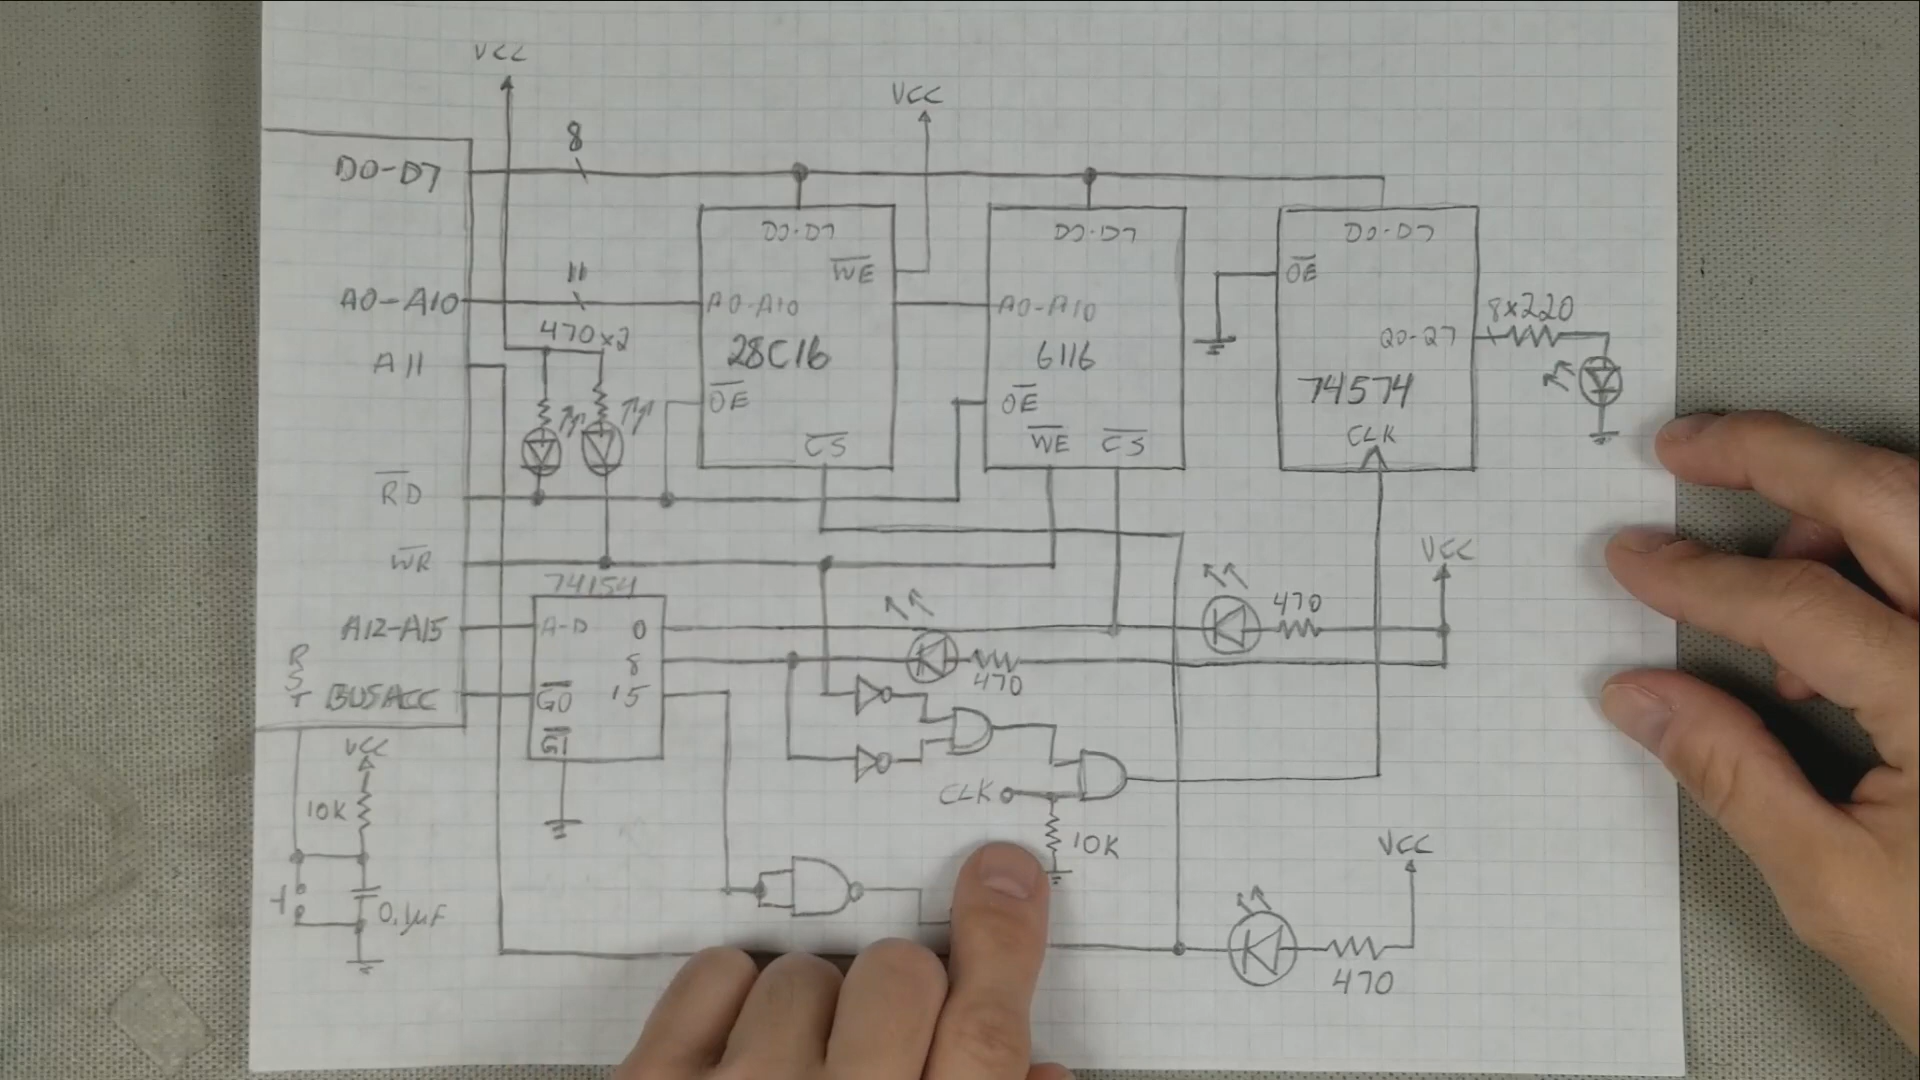 VCC
VCC
8
D0-D7
D0-D7
D0-D7
D0-D7
WE
OE
11
A0-A10
A0-A10
A0-A10
8x220
470x2
Q0-Q7
28C16
6116
A11
74574
OE
OE
CLK
WE
CS
CS
RD
VCC
WR
74154
470
A12-A15
A-D
0
8
RST
BUSACC
G0
15
470
G1
VCC
CLK
10K
10K
VCC
0.1µF
470